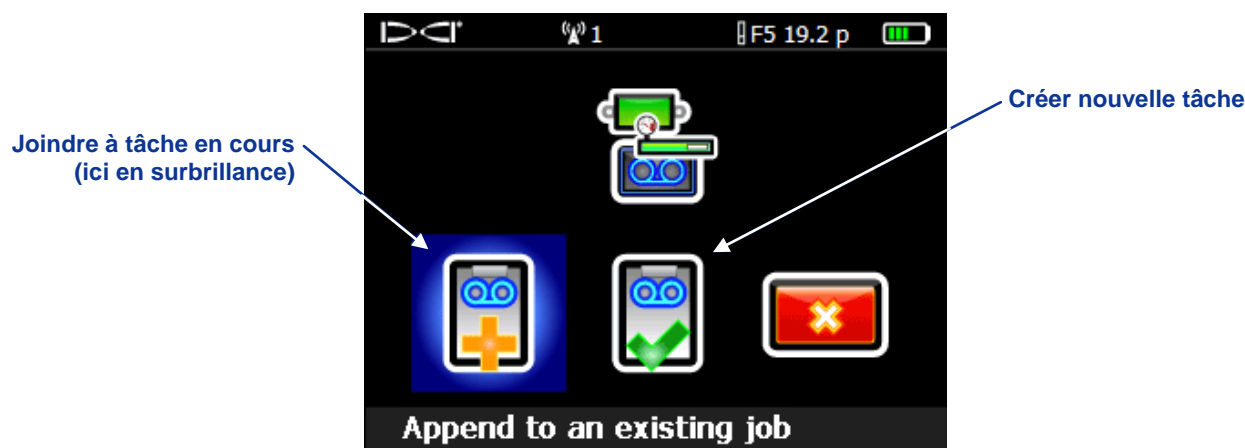 1
F5 19.2 p
Créer nouvelle tâche
Joindre à tâche en cours
(ici en surbrillance)
Append to an existing job